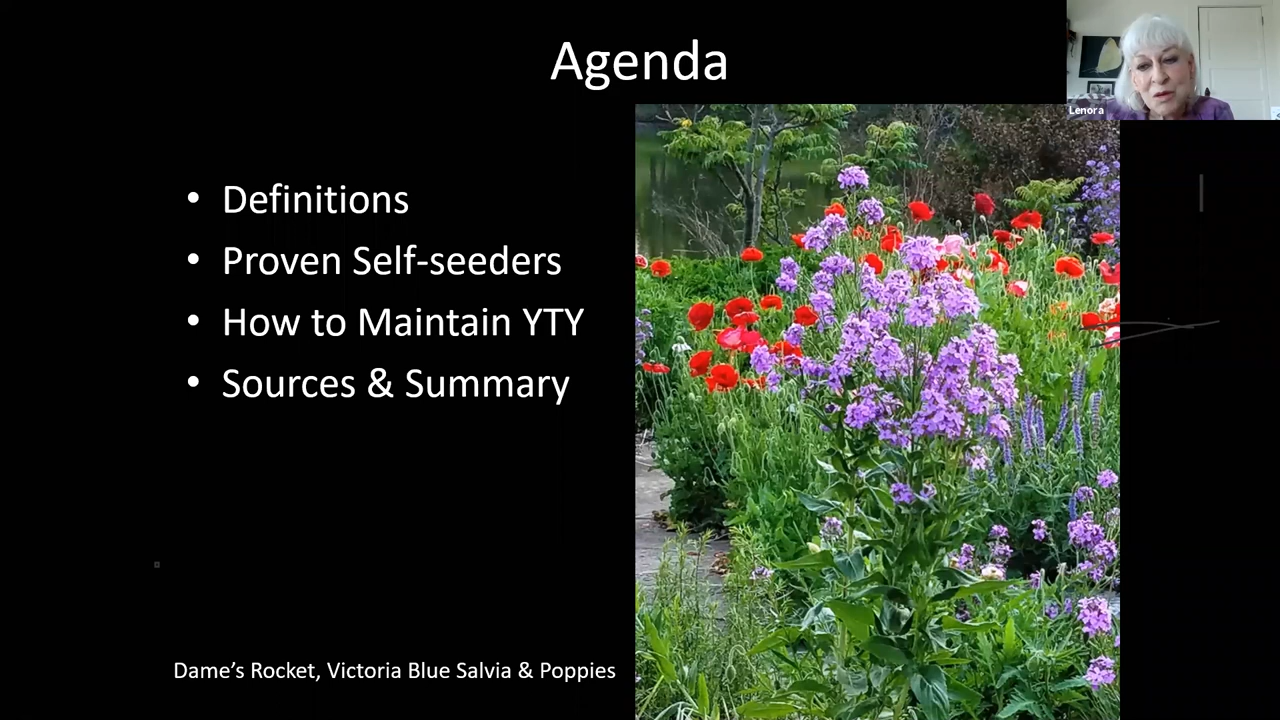 Agenda
Lenora
• Definitions
• Proven Self-seeders
• How to Maintain YTY
• Sources & Summary
Dame’s Rocket, Victoria Blue Salvia & Poppies